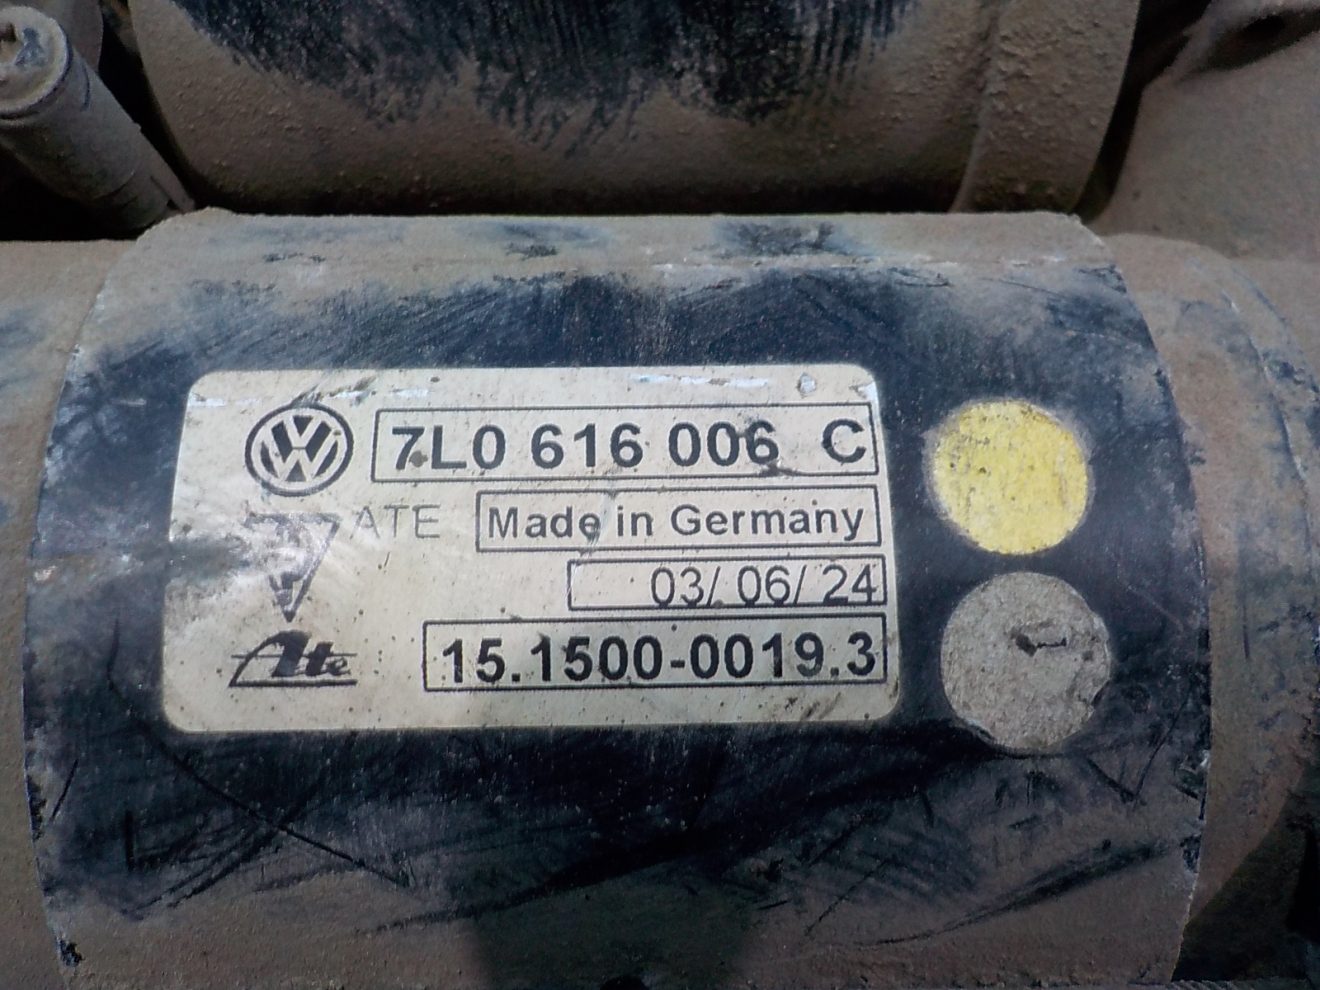 7L0 616 006 C
ATE
Made in Germany
03/ 06/ 24
Ate
15.1500-0019.3